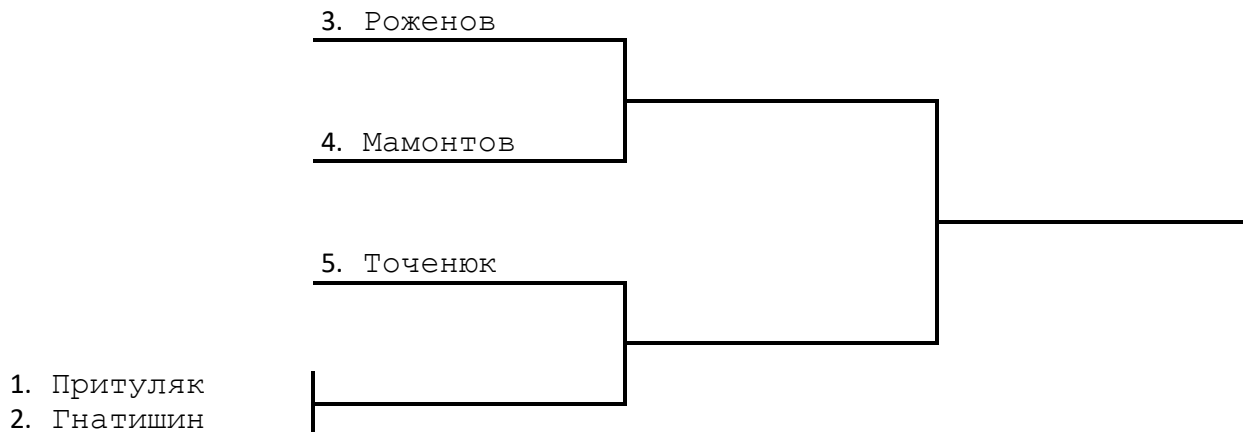 3. Роженов
4. Мамонтов
5. Точенюк
1. Притуляк
2. Гнатишин